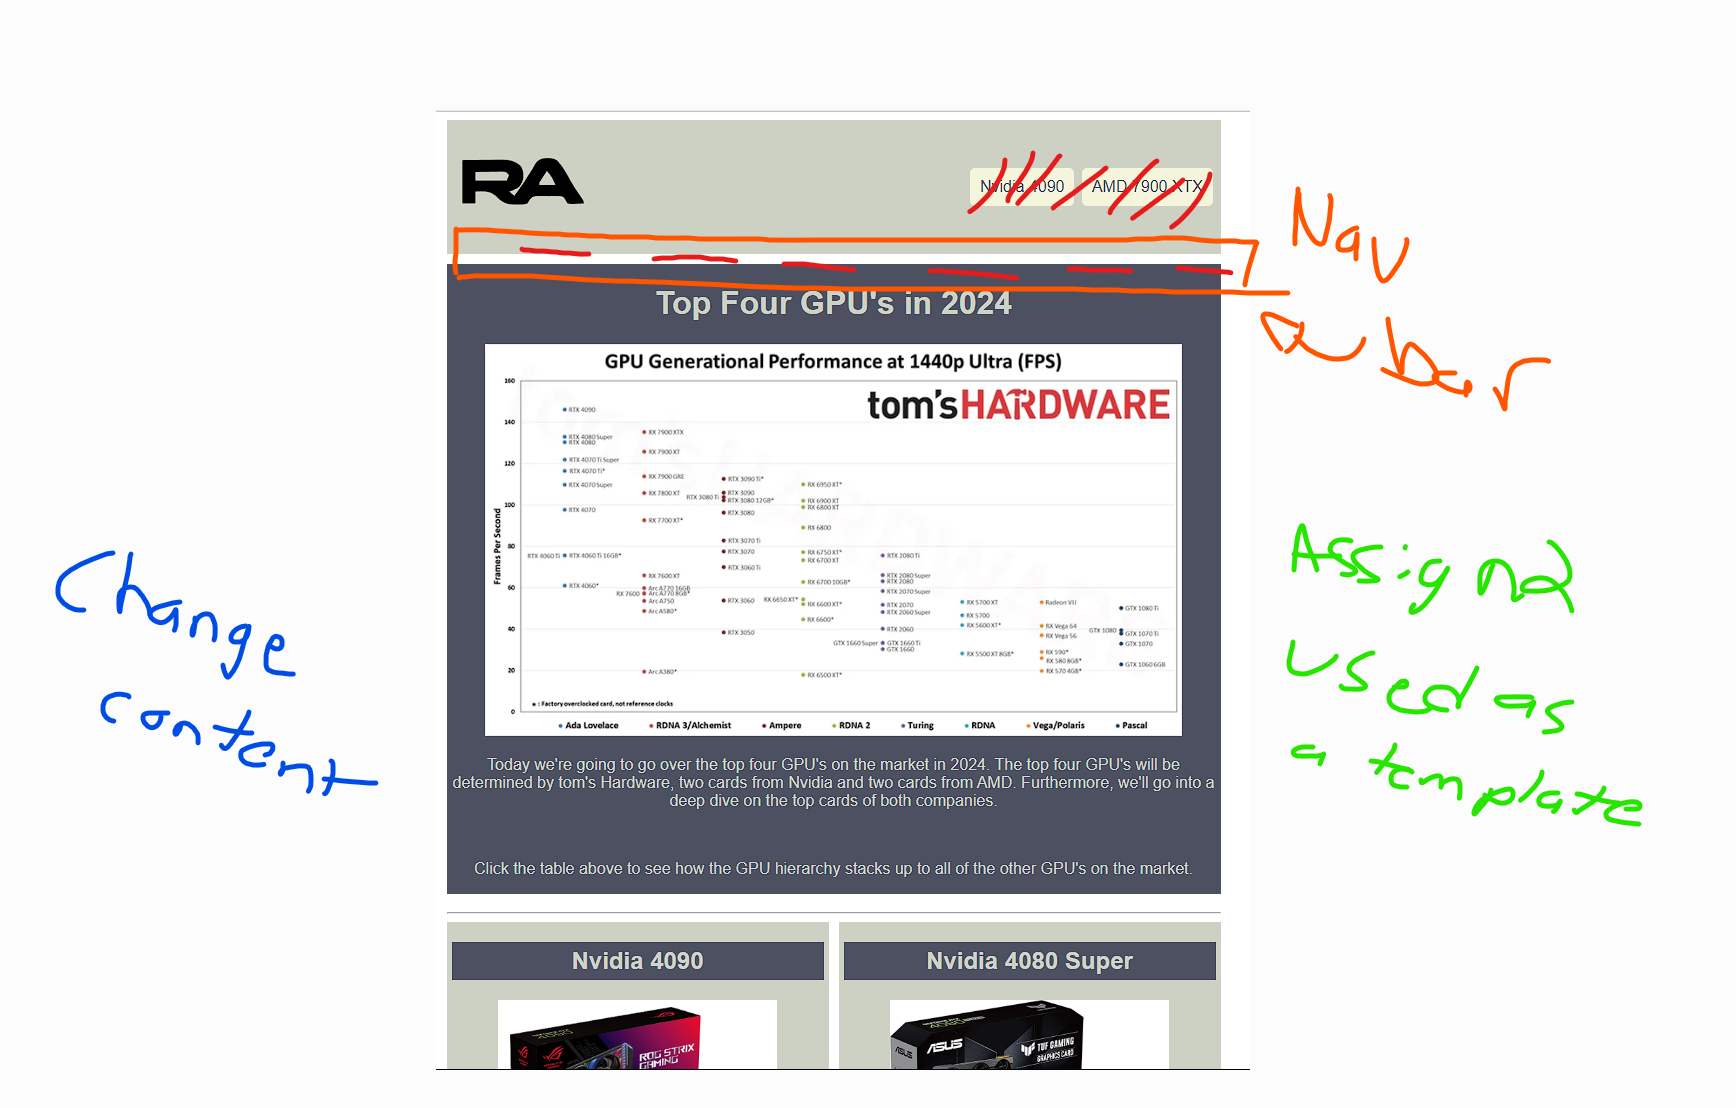 RA
Nvidia 4090
AMD 7900 XTX
Nav
bar
Top Four GPU's in 2024
GPU Generational Performance at 1440p Ultra (FPS)
tom'sHARDWARE
Frames Per Second
160
140
120
100
80
60
40
20
0
RTX 4090
RTX 4080 Super
RTX 4080
RTX 4070 Ti Super
RTX 4070 Ti*
RTX 4070 Super
RTX 4070
RTX 4060 Ti
RTX 4060 Ti 16GB*
RTX 4060*
RX 7900 XTX
RX 7900 XT
RX 7900 GRE
RX 7800 XT
RX 7700 XT*
RX 7600 XT
Arc A770 16GB
RX 7600
Arc A770 8GB*
Arc A750
Arc A580*
Arc A380*
RTX 3090 Ti*
RTX 3090
RTX 3080 Ti
RTX 3080 12GB*
RTX 3080
RTX 3070 Ti
RTX 3070
RTX 3060 Ti
RTX 3060
RTX 3050
RX 6950 XT*
RX 6900 XT
RX 6800 XT
RX 6800
RX 6750 XT*
RX 6700 XT
RX 6700 10GB*
RX 6650 XT*
RX 6600 XT*
RX 6600*
RX 6500 XT*
RTX 2080 Ti
RTX 2080 Super
RTX 2080
RTX 2070 Super
RTX 2070
RTX 2060 Super
RTX 2060
GTX 1660 Super
GTX 1660 Ti
GTX 1660
RX 5700 XT
RX 5700
RX 5600 XT*
RX 5500 XT 8GB*
Radeon VII
RX Vega 64
RX Vega 56
RX 590*
RX 580 8GB*
RX 570 4GB*
GTX 1080 Ti
GTX 1080
GTX 1070 Ti
GTX 1070
GTX 1060 6GB
* : Factory overclocked card, not reference clocks
Ada Lovelace
RDNA 3/Alchemist
Ampere
RDNA 2
Turing
RDNA
Vega/Polaris
Pascal
Change
content
Assign2
used as
a template
Today we're going to go over the top four GPU's on the market in 2024. The top four GPU's will be
determined by tom's Hardware, two cards from Nvidia and two cards from AMD. Furthermore, we'll go into a
deep dive on the top cards of both companies.
Click the table above to see how the GPU hierarchy stacks up to all of the other GPU's on the market.
Nvidia 4090
Nvidia 4080 Super
ROG STRIX
GAMING
ASUS
ASUS
TUF GAMING
GRAPHICS CARD